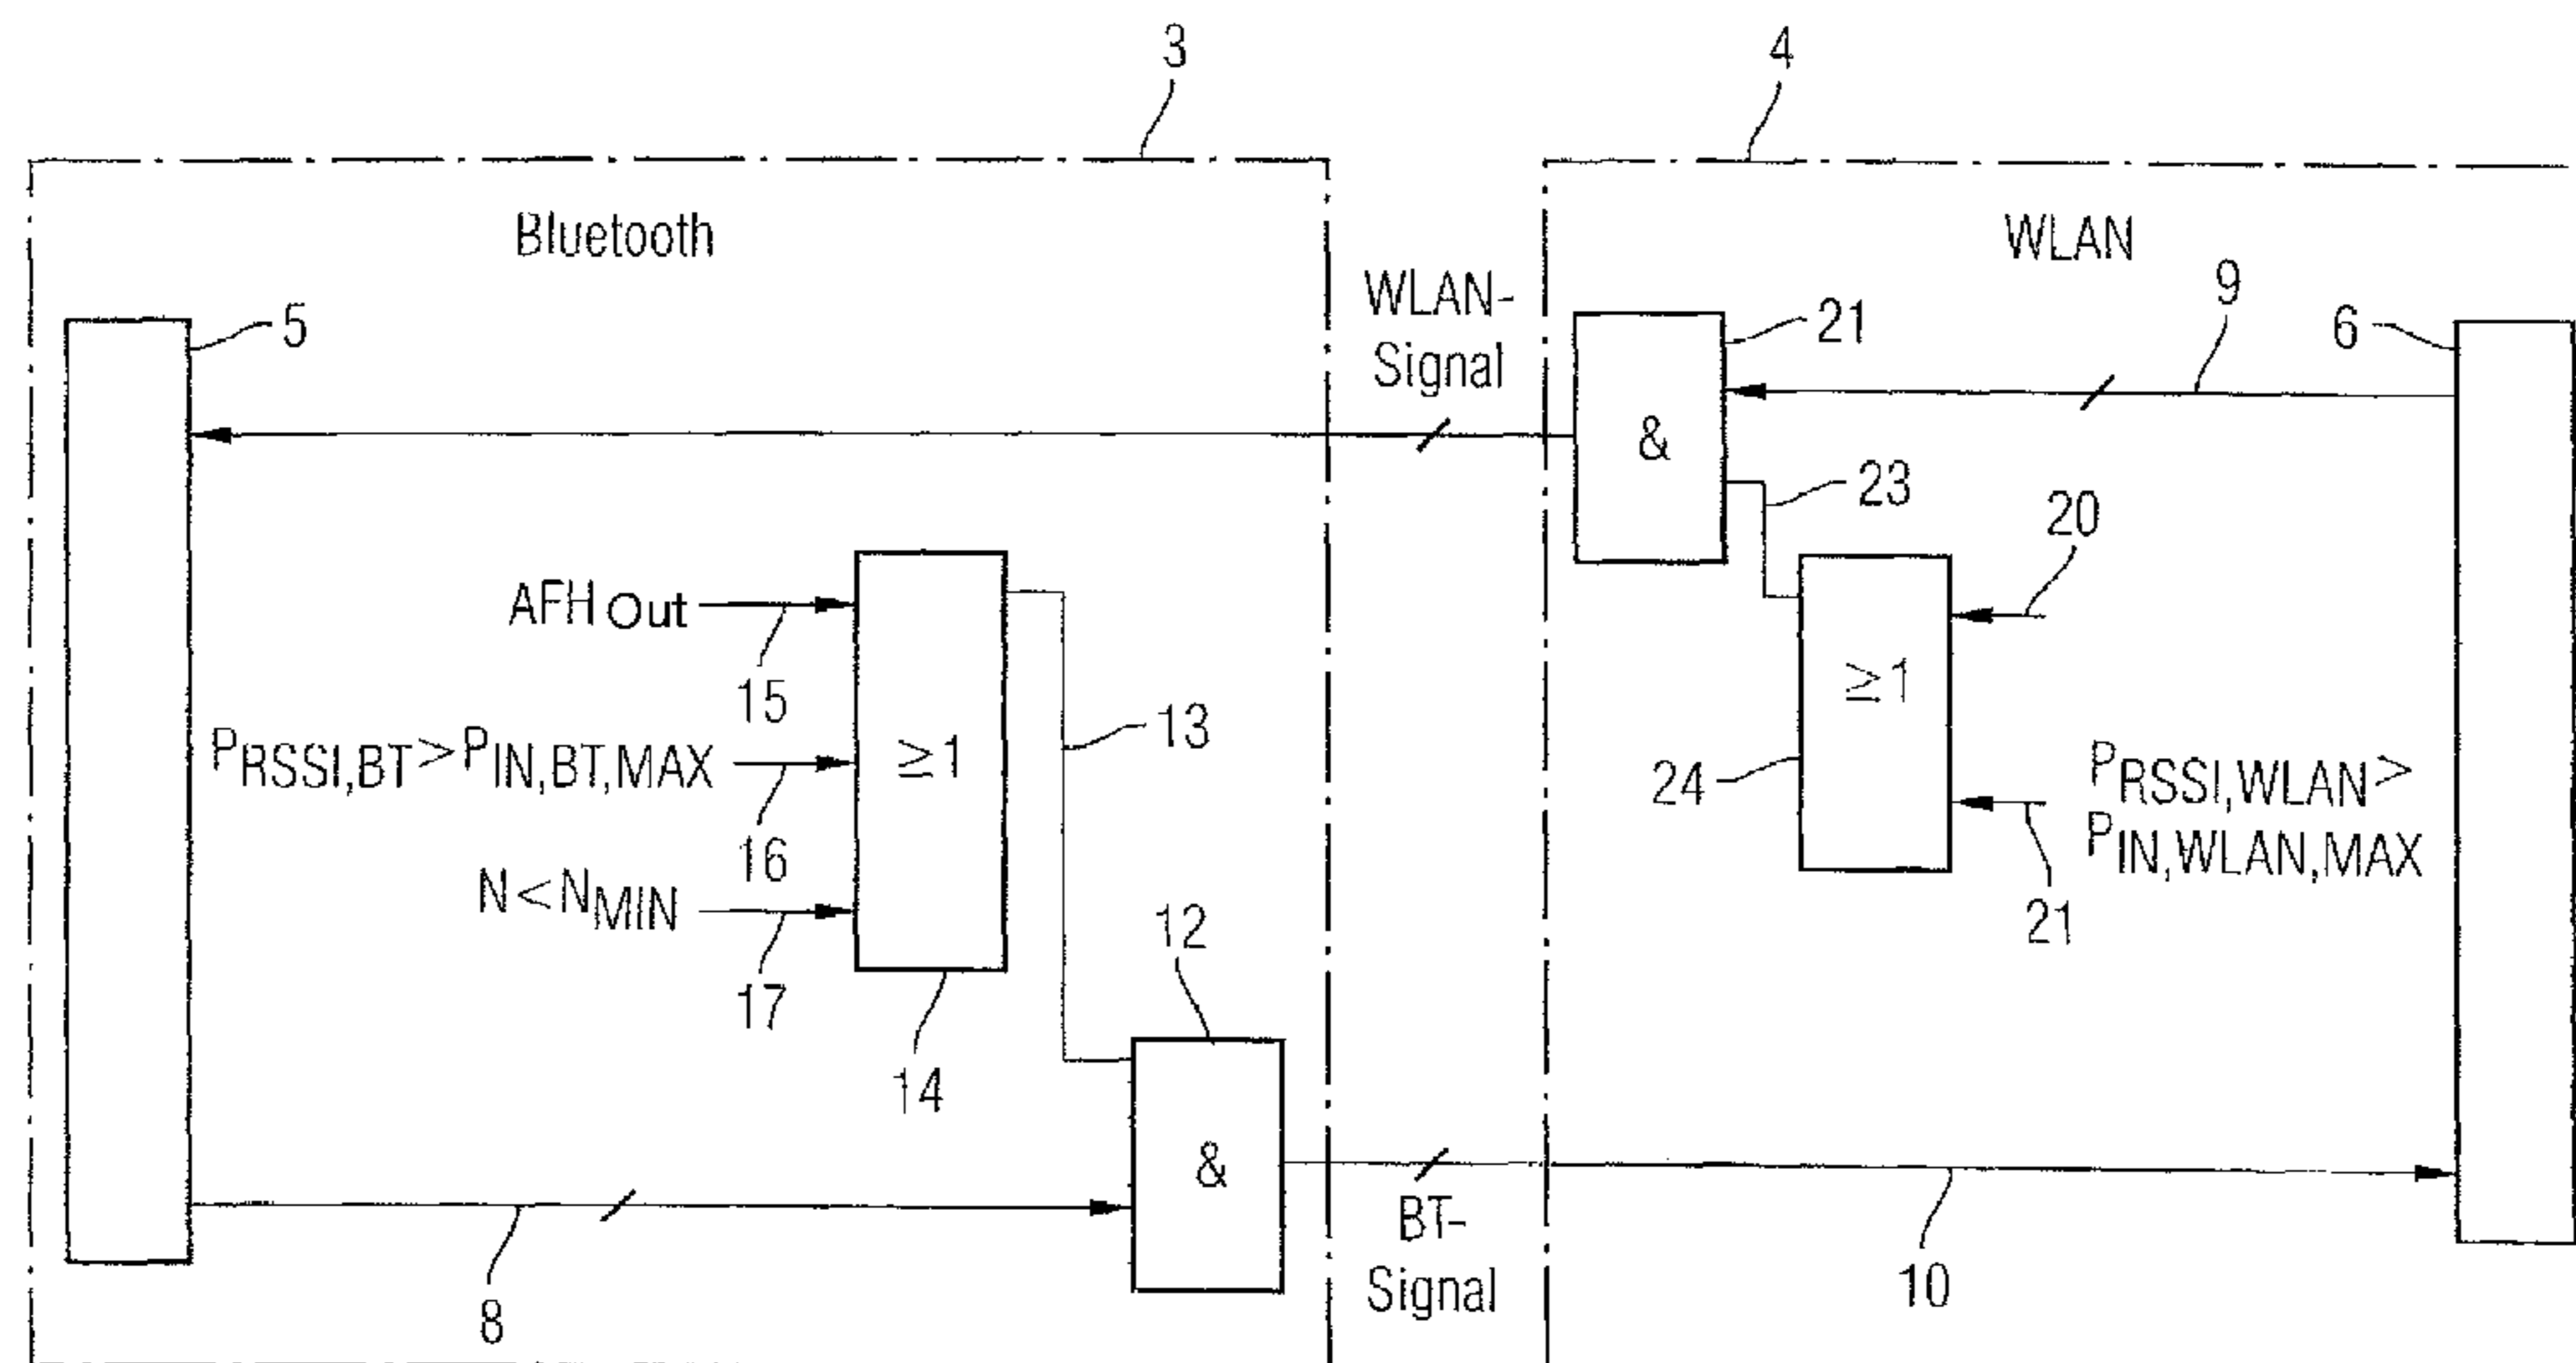 3
4
Bluetooth
WLAN
WLAN-
Signal
5
21
9
6
&
23
20
AFH Out
15
≥1
PRSSI,BT>PIN,BT,MAX
16
≥1
13
24
PRSSI,WLAN>
PIN,WLAN,MAX
21
N<NMIN
17
12
14
&
8
BT-
Signal
10